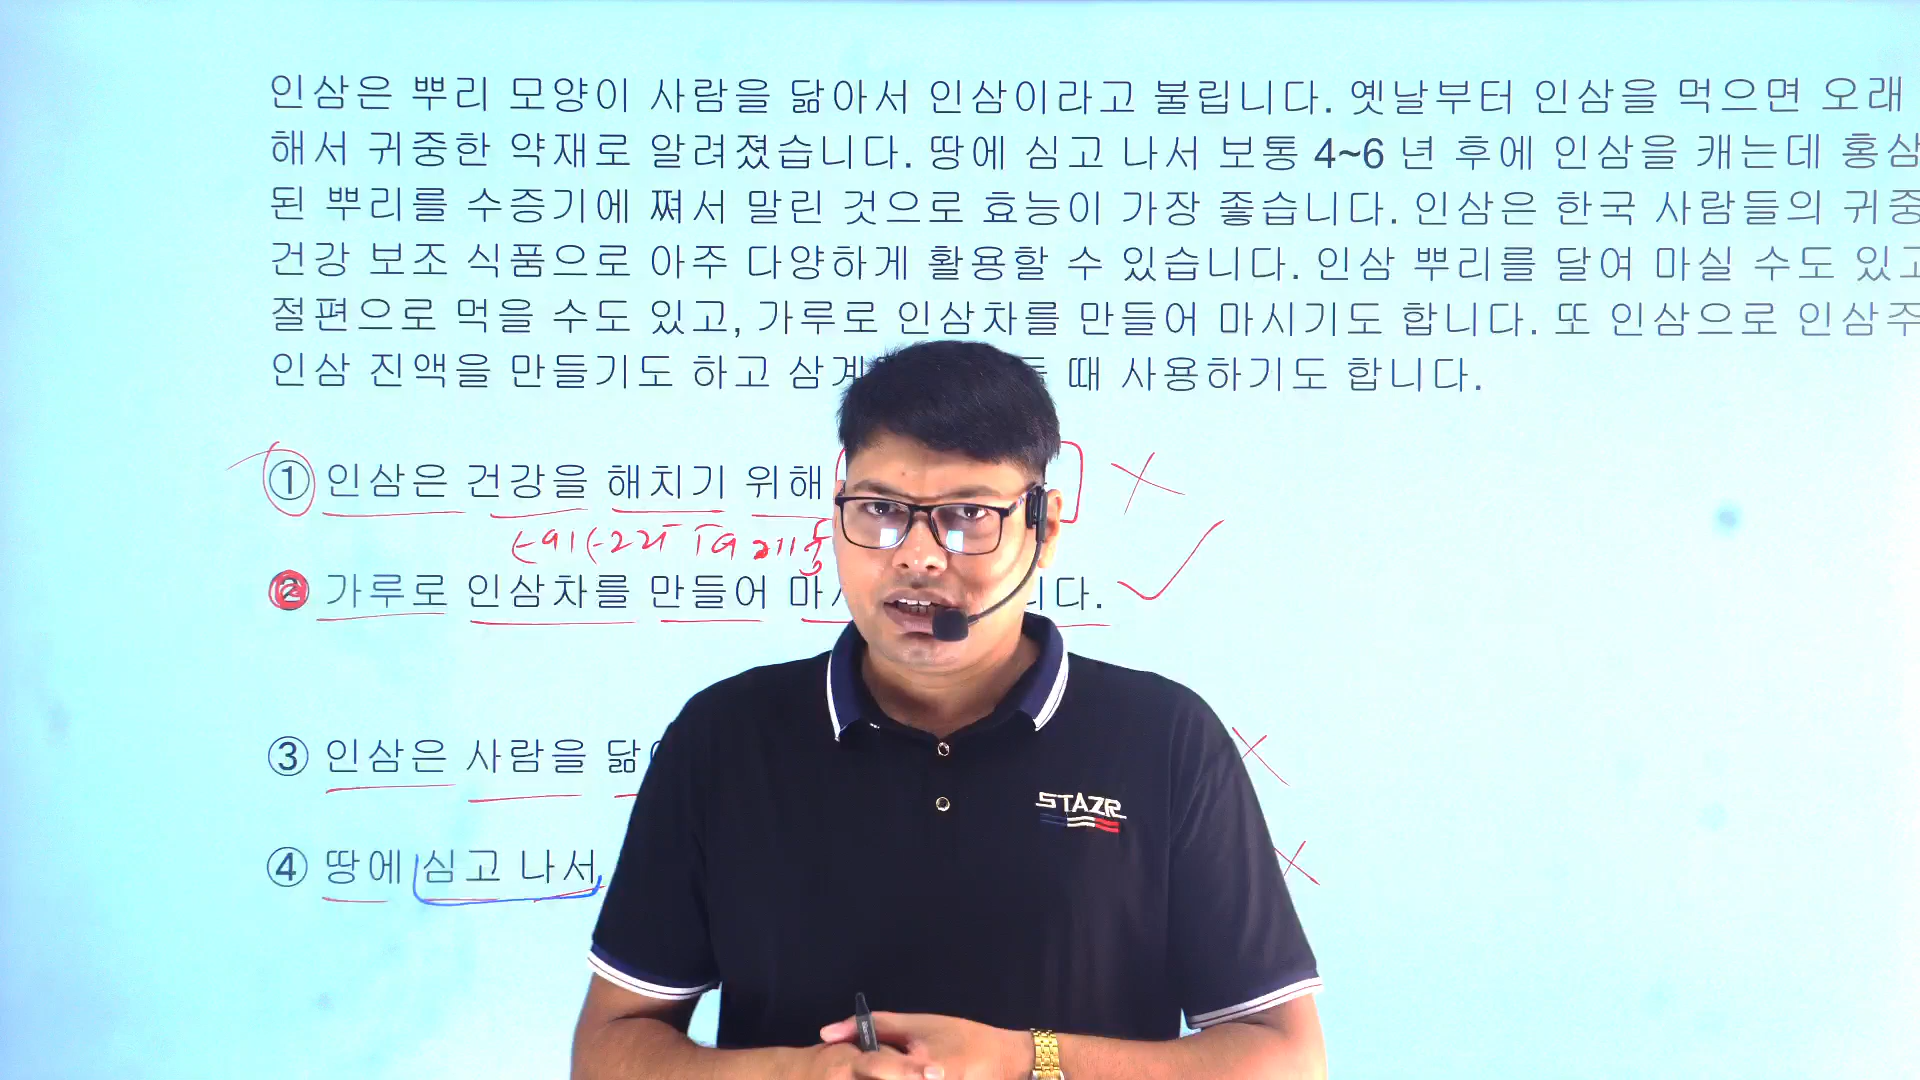 인삼은 뿌리 모양이 사람을 닮아서 인삼이라고 불립니다. 옛날부터 인삼을 먹으면 오래
해서 귀중한 약재로 알려졌습니다. 땅에 심고 나서 보통 4~6 년 후에 인삼을 캐는데 홍삼
된 뿌리를 수증기에 쪄서 말린 것으로 효능이 가장 좋습니다. 인삼은 한국 사람들의 귀중
건강 보조 식품으로 아주 다양하게 활용할 수 있습니다. 인삼 뿌리를 달여 마실 수도 있고
절편으로 먹을 수도 있고, 가루로 인삼차를 만들어 마시기도 합니다. 또 인삼으로 인삼주
인삼 진액을 만들기도 하고 삼계 때 사용하기도 합니다.
① 인삼은 건강을 해치기 위해
② 가루로 인삼차를 만들어 마 니다.
③ 인삼은 사람을 닮
④ 땅에 심고 나서
STAZR